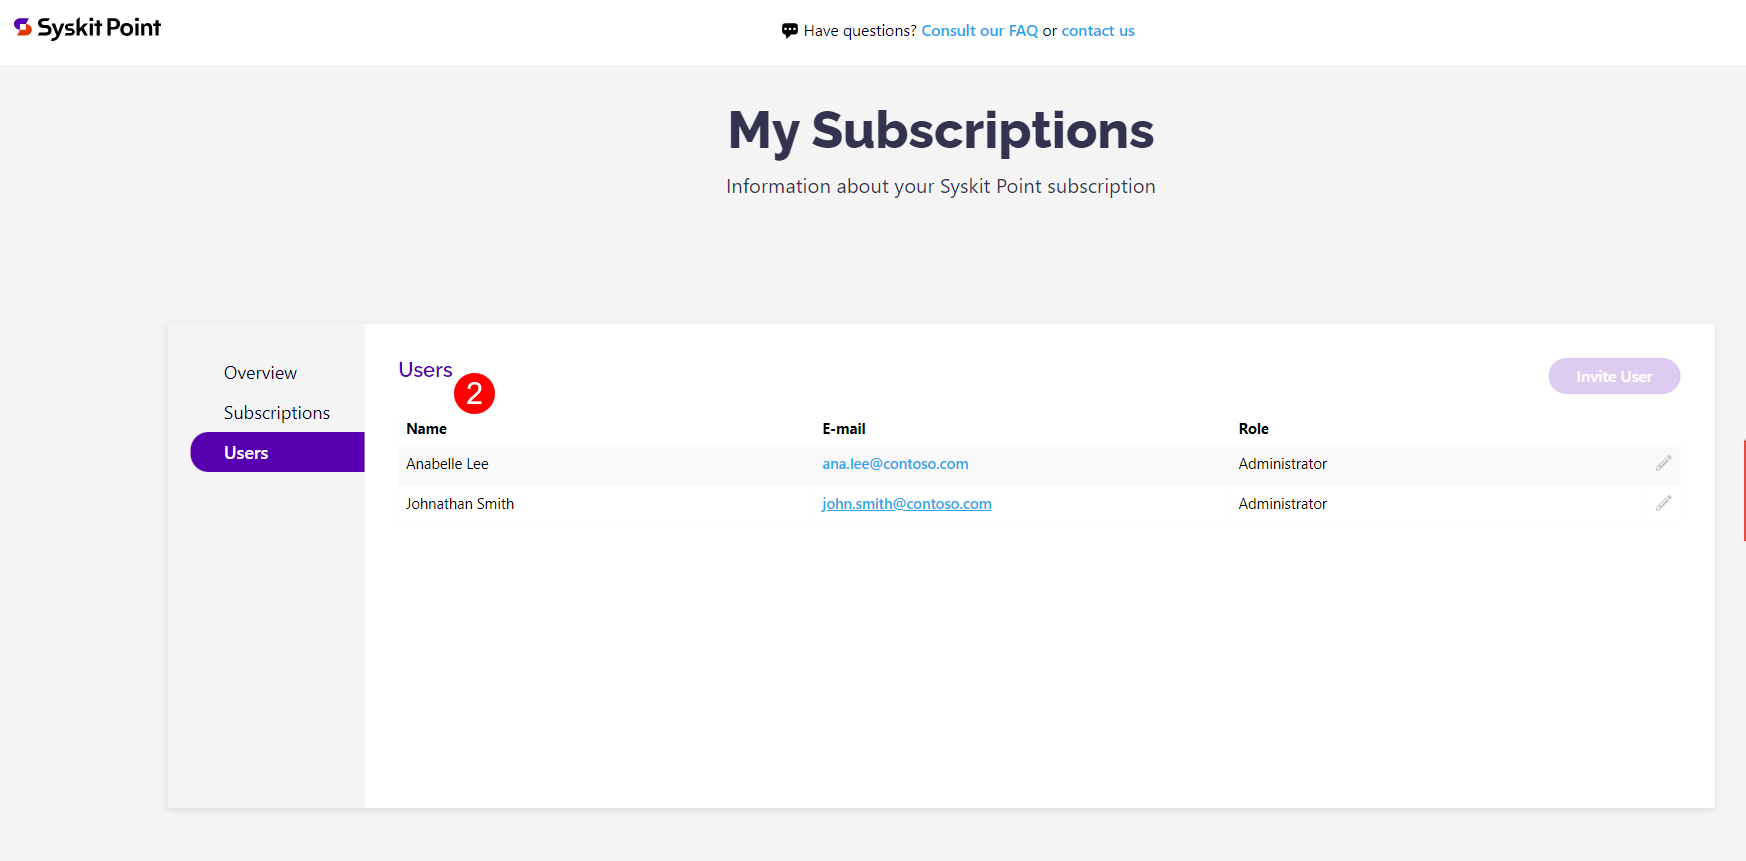 Syskit Point
Have questions? Consult our FAQ or contact us
My Subscriptions
Information about your Syskit Point subscription
Overview
Subscriptions
Users
Users
2
Invite User
Name E-mail Role
Anabelle Lee ana.lee@contoso.com Administrator
Johnathan Smith john.smith@contoso.com Administrator